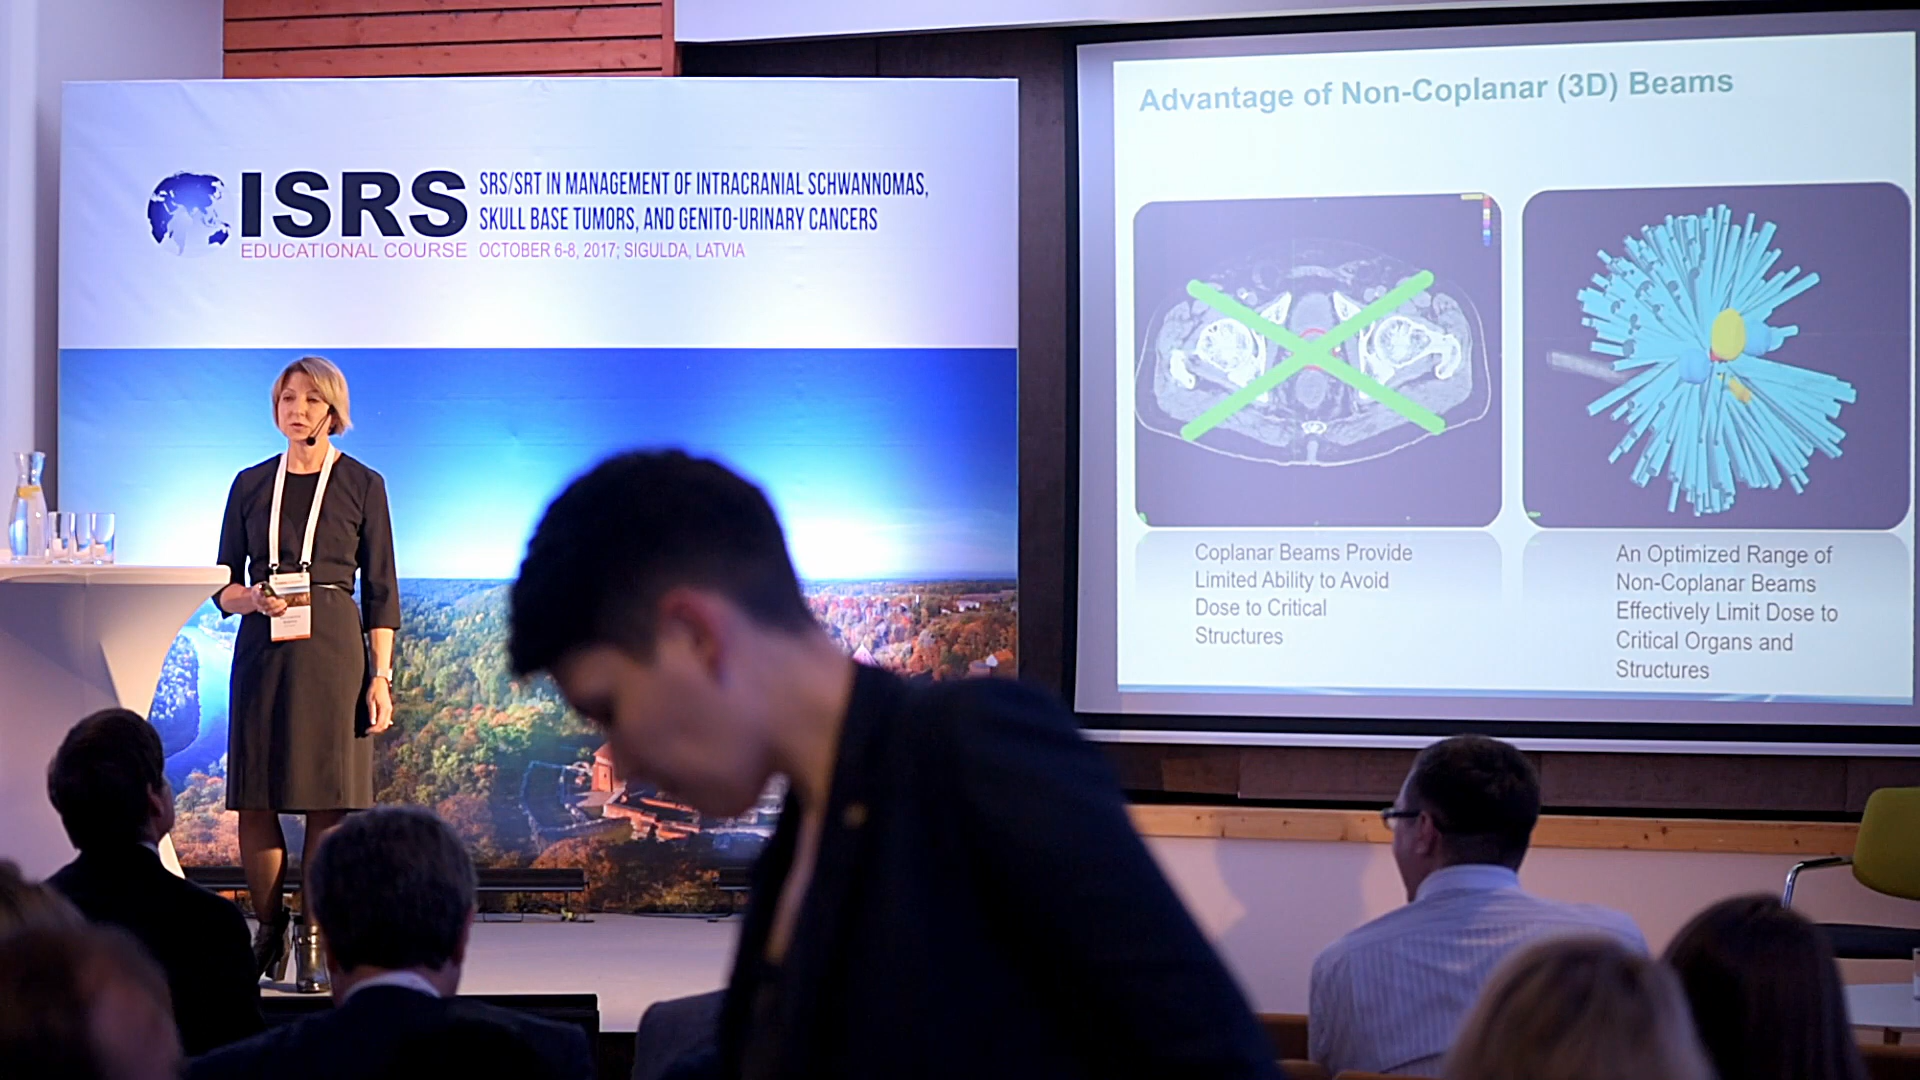 ISRS
EDUCATIONAL COURSE
SRS/SRT IN MANAGEMENT OF INTRACRANIAL SCHWANNOMAS,
SKULL BASE TUMORS, AND GENITO-URINARY CANCERS
OCTOBER 6-8, 2017; SIGULDA, LATVIA
Advantage of Non-Coplanar (3D) Beams
Coplanar Beams Provide
Limited Ability to Avoid
Dose to Critical
Structures
An Optimized Range of
Non-Coplanar Beams
Effectively Limit Dose to
Critical Organs and
Structures